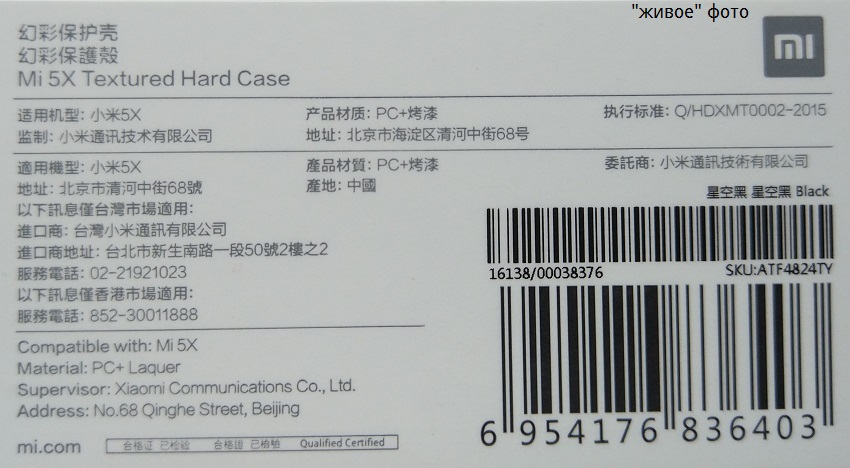 "живое" фото
mi
幻彩保护壳
幻彩保護殼
Mi 5X Textured Hard Case
适用机型: 小米5X 产品材质: PC+烤漆 执行标准: Q/HDXMT0002-2015
监制: 小米通讯技术有限公司 地址: 北京市海淀区清河中街68号
適用機型: 小米5X 產品材質: PC+烤漆 委託商: 小米通訊技術有限公司
地址: 北京市清河中街68號 產地: 中國
以下訊息僅台灣市場適用:
進口商: 台灣小米通訊有限公司
進口商地址: 台北市新生南路一段50號2樓之2
服務電話: 02-21921023
以下訊息僅香港市場適用:
服務電話: 852-30011888
星空黑 星空黑 Black
16138/00038376 SKU:ATF4824TY
6 954176 836403
Compatible with: Mi 5X
Material: PC+ Laquer
Supervisor: Xiaomi Communications Co., Ltd.
Address: No.68 Qinghe Street, Beijing
mi.com 合格证 已检验 合格證 已檢驗 Qualified Certified